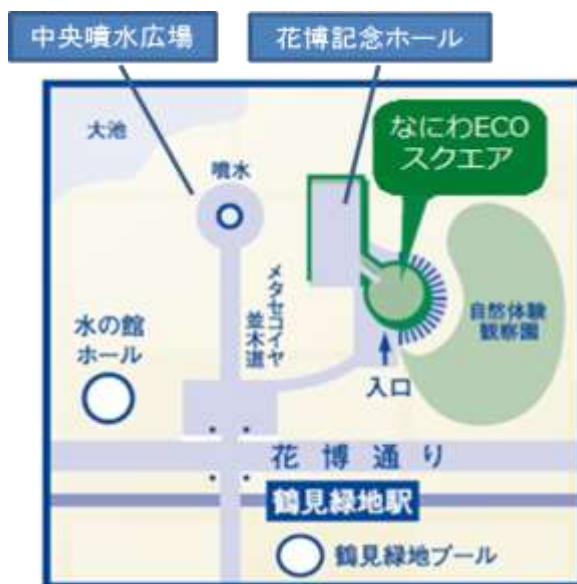 中央噴水広場
花博記念ホール
なにわECO
スクエア
大池
噴水
メタセコイヤ
並木道
自然体験
観察園
水の館
ホール
入口
花博通り
鶴見緑地駅
鶴見緑地プール